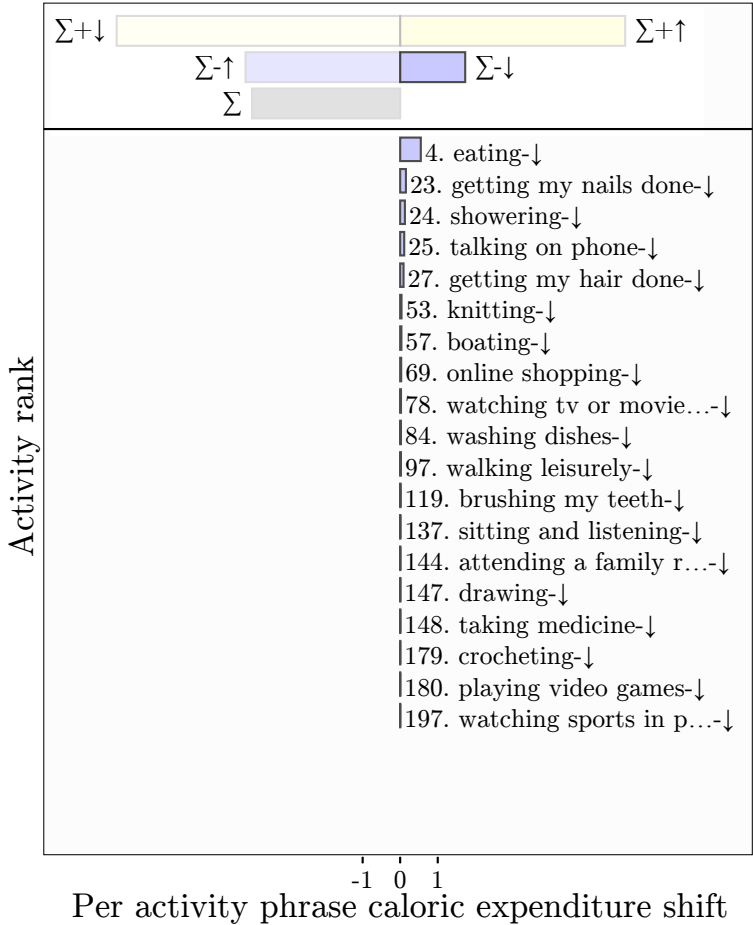 Σ+↓ Σ+↑
Σ-↑ Σ-↓
Σ
4. eating-↓
23. getting my nails done-↓
24. showering-↓
25. talking on phone-↓
27. getting my hair done-↓
53. knitting-↓
57. boating-↓
69. online shopping-↓
78. watching tv or movie…-↓
84. washing dishes-↓
97. walking leisurely-↓
119. brushing my teeth-↓
137. sitting and listening-↓
144. attending a family r…-↓
147. drawing-↓
148. taking medicine-↓
179. crocheting-↓
180. playing video games-↓
197. watching sports in p…-↓
Activity rank
-1 0 1
Per activity phrase caloric expenditure shift